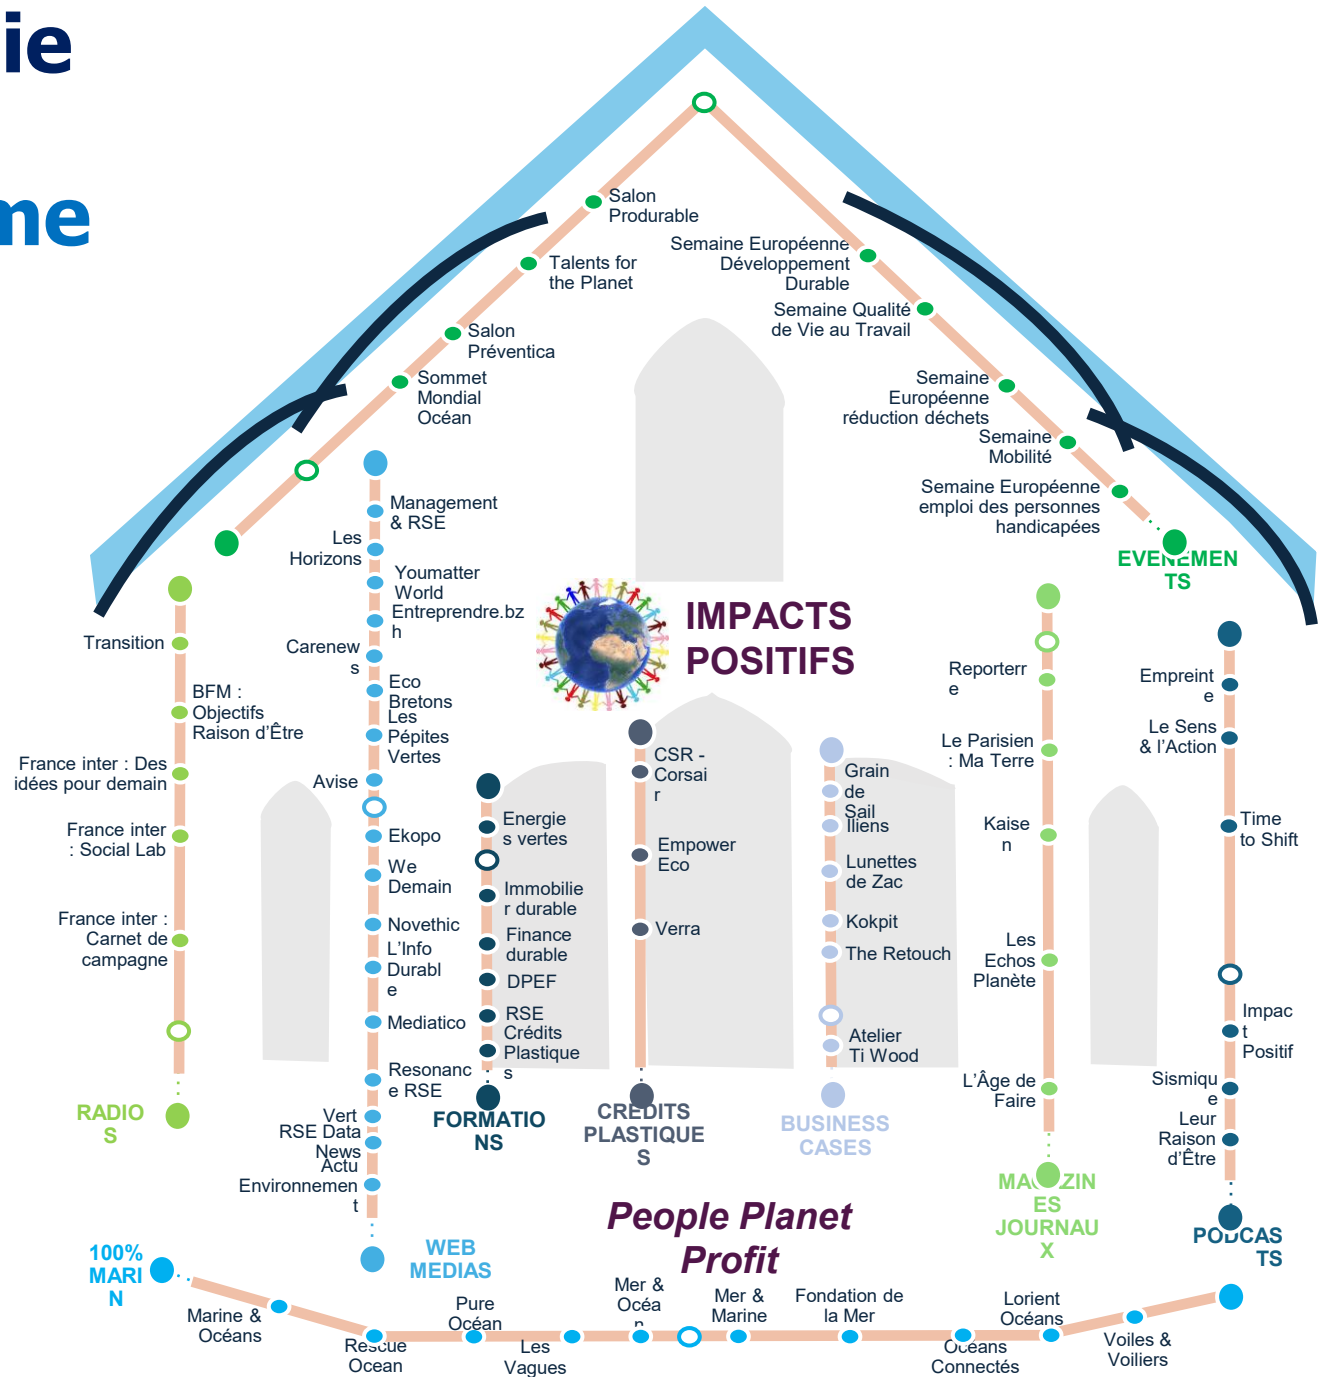 ie
me
Salon
Produrable
Talents for
the Planet
Salon
Préventica
Sommet
Mondial
Océan
Semaine Européenne
Développement
Durable
Semaine Qualité
de Vie au Travail
Semaine
Européenne
réduction déchets
Semaine
Mobilité
Semaine Européenne
emploi des personnes
handicapées
EVENEMEN
TS
Transition
BFM :
Objectifs
Raison d'Être
France inter : Des
idées pour demain
France inter
: Social Lab
France inter :
Carnet de
campagne
RADIO
S
Management
& RSE
Les
Horizons
Youmatter
World
Entreprendre.bz
h
Carenew
s
Eco
Bretons
Les
Pépites
Vertes
Avise
Ekopo
We
Demain
Novethic
L'Info
Durabl
e
Mediatico
Resonanc
e RSE
Vert
RSE Data
News
Actu
Environnemen
t
WEB
MEDIAS
IMPACTS
POSITIFS
Energie
s vertes
Immobilie
r durable
Finance
durable
DPEF
RSE
Crédits
Plastique
s
FORMATIO
NS
CSR -
Corsai
r
Empower
Eco
Verra
CREDITS
PLASTIQUE
S
Grain
de
Sail
Iliens
Lunettes
de Zac
Kokpit
The Retouch
Atelier
Ti Wood
BUSINESS
CASES
Reporterr
e
Le Parisien
: Ma Terre
Kaise
n
Les
Echos
Planète
L'Âge de
Faire
MAGAZIN
ES
JOURNAU
X
Empreint
e
Le Sens
& l'Action
Time
to Shift
Impac
t
Positif
Sismiqu
e
Leur
Raison
d'Être
PODCAS
TS
People Planet
Profit
100%
MARI
N
Marine &
Océans
Rescue
Ocean
Pure
Océan
Les
Vagues
Mer &
Océa
n
Mer &
Marine
Fondation de
la Mer
Océans
Connectés
Lorient
Océans
Voiles &
Voiliers